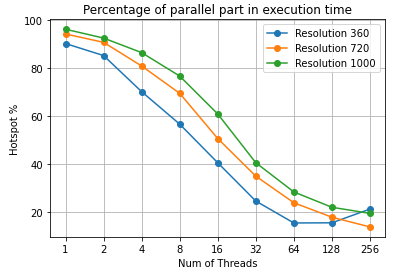 Percentage of parallel part in execution time
Resolution 360
Resolution 720
Resolution 1000
Hotspot %
100
80
60
40
20
1 2 4 8 16 32 64 128 256
Num of Threads